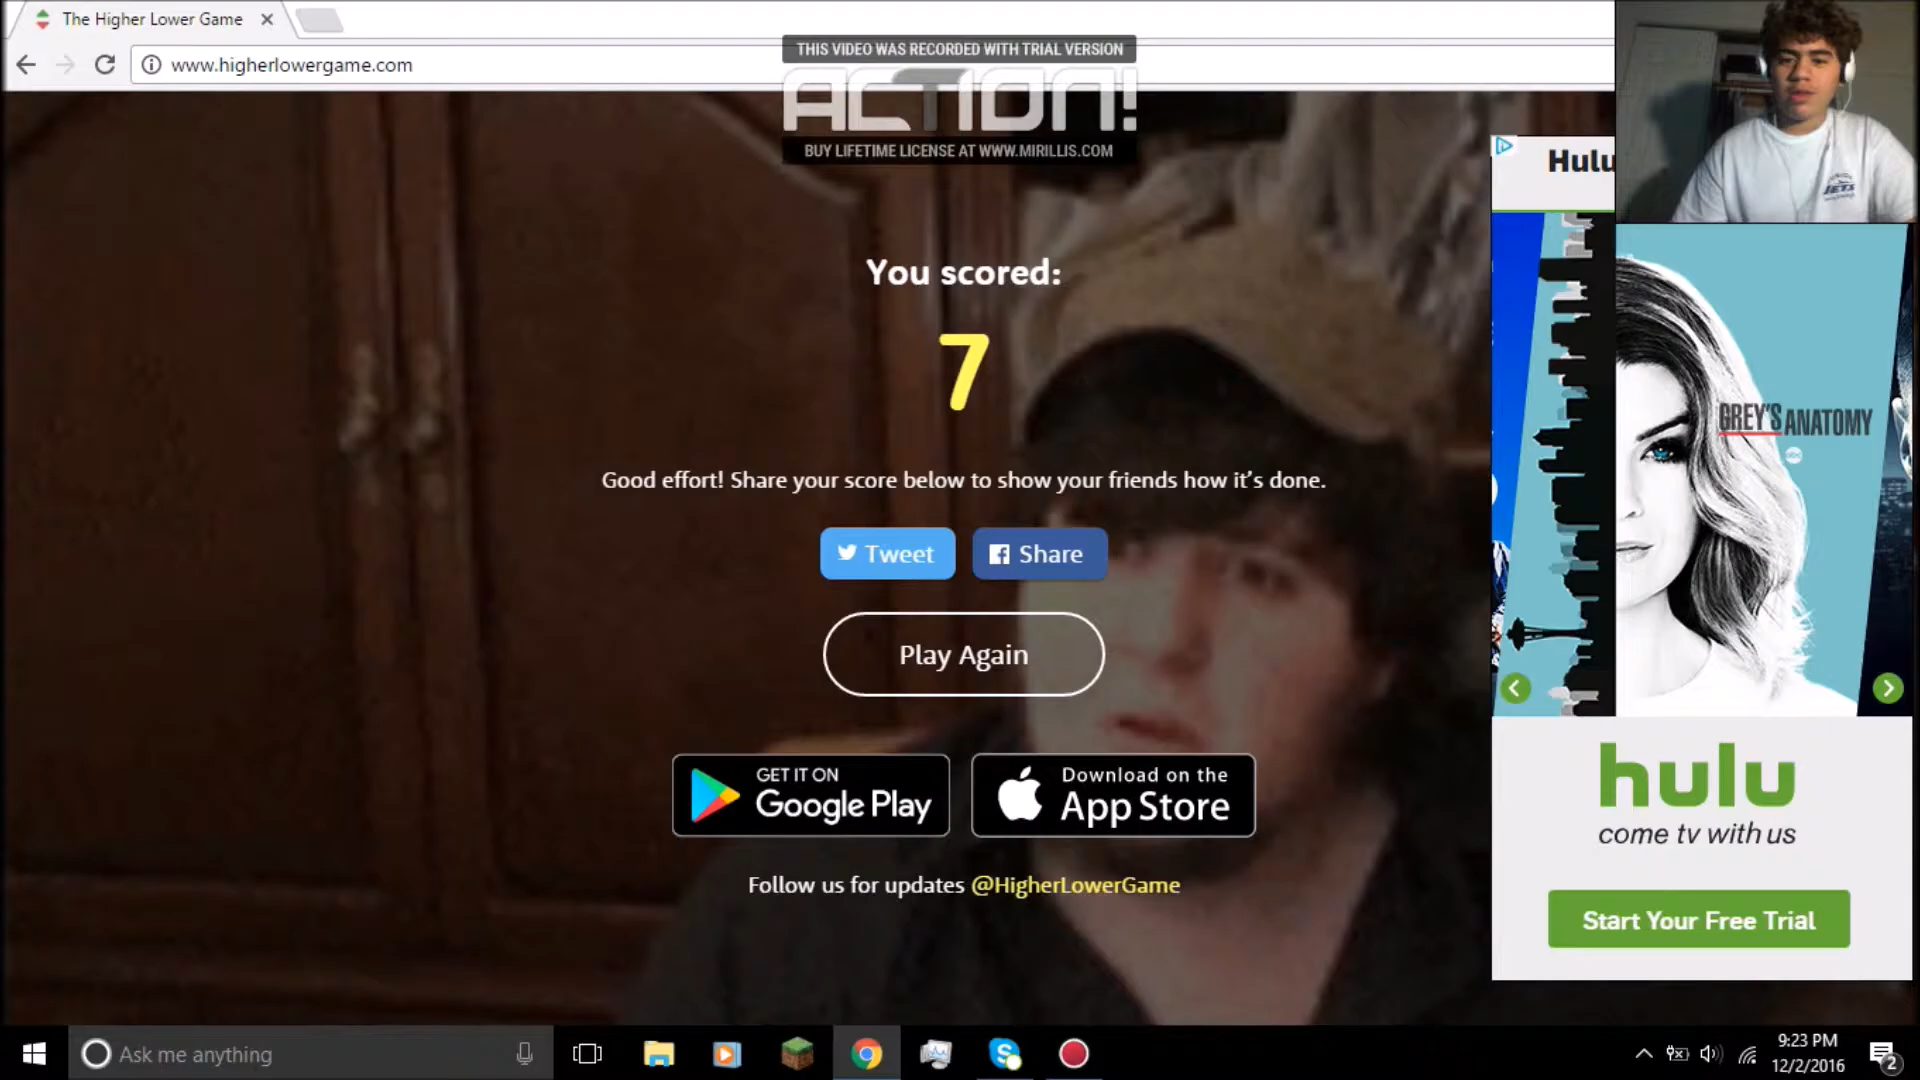 The Higher Lower Game
www.higherlowergame.com
THIS VIDEO WAS RECORDED WITH TRIAL VERSION
ACTION!
BUY LIFETIME LICENSE AT WWW.MIRILLIS.COM
Hulu
JETS
You scored:
7
Good effort! Share your score below to show your friends how it's done.
Tweet
Share
Play Again
GREY'S ANATOMY
abc
GET IT ON
Google Play
Download on the
App Store
hulu
come tv with us
Follow us for updates @HigherLowerGame
Start Your Free Trial
Ask me anything
9:23 PM
12/2/2016
2